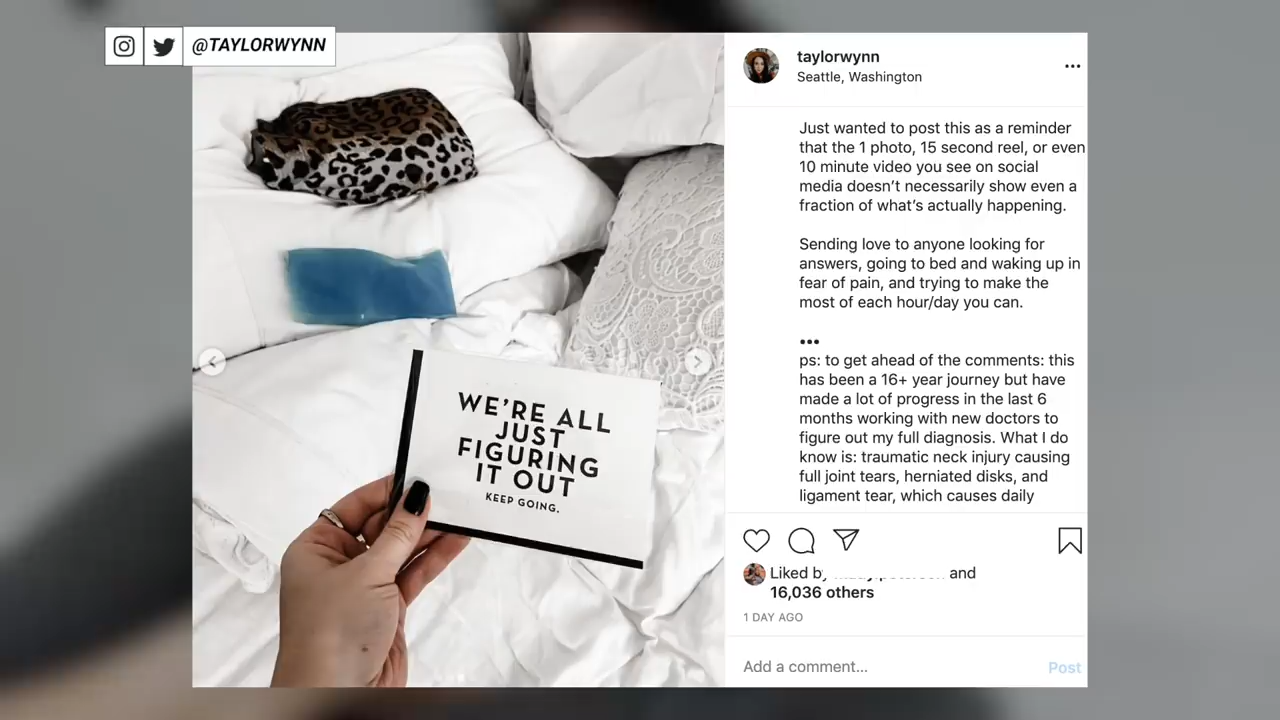 @TAYLORWYNN
WE'RE ALL
JUST
FIGURING
IT OUT
KEEP GOING.
taylorwynn
Seattle, Washington
Just wanted to post this as a reminder
that the 1 photo, 15 second reel, or even
10 minute video you see on social
media doesn't necessarily show even a
fraction of what's actually happening.
Sending love to anyone looking for
answers, going to bed and waking up in
fear of pain, and trying to make the
most of each hour/day you can.
•••
ps: to get ahead of the comments: this
has been a 16+ year journey but have
made a lot of progress in the last 6
months working with new doctors to
figure out my full diagnosis. What I do
know is: traumatic neck injury causing
full joint tears, herniated disks, and
ligament tear, which causes daily
Liked by and
16,036 others
1 DAY AGO
Add a comment...
Post